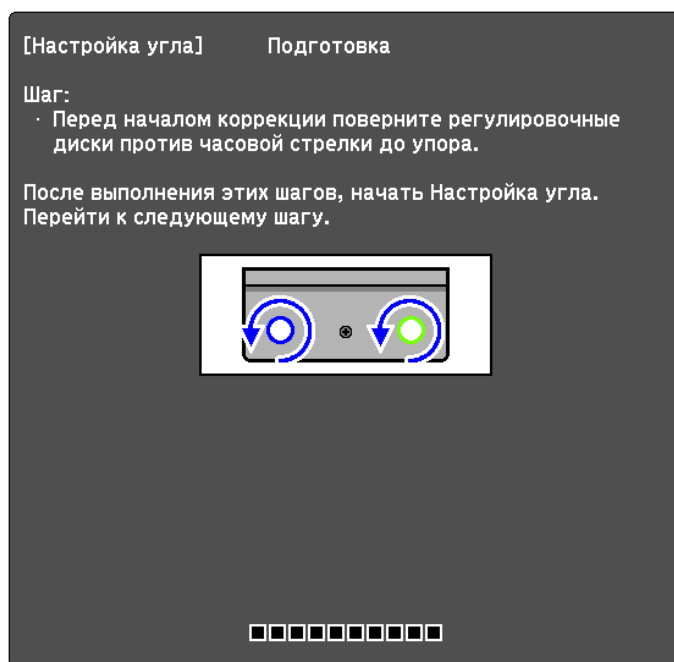 [Настройка угла] Подготовка
Шаг:
· Перед началом коррекции поверните регулировочные
диски против часовой стрелки до упора.
После выполнения этих шагов, начать Настройка угла.
Перейти к следующему шагу.